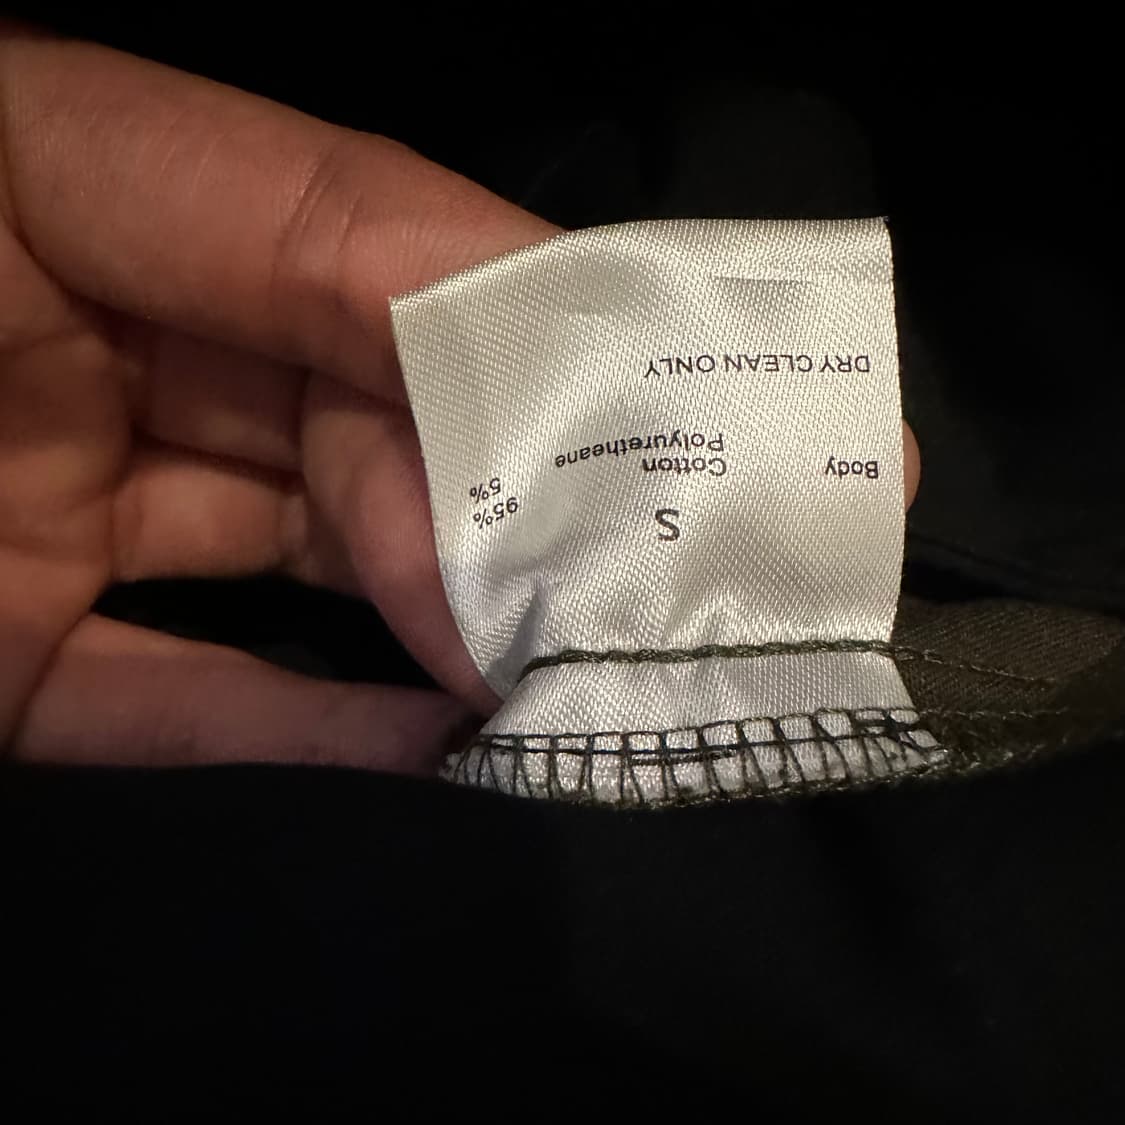 S
Body Cotton 95%
Polyuretheane 5%
DRY CLEAN ONLY